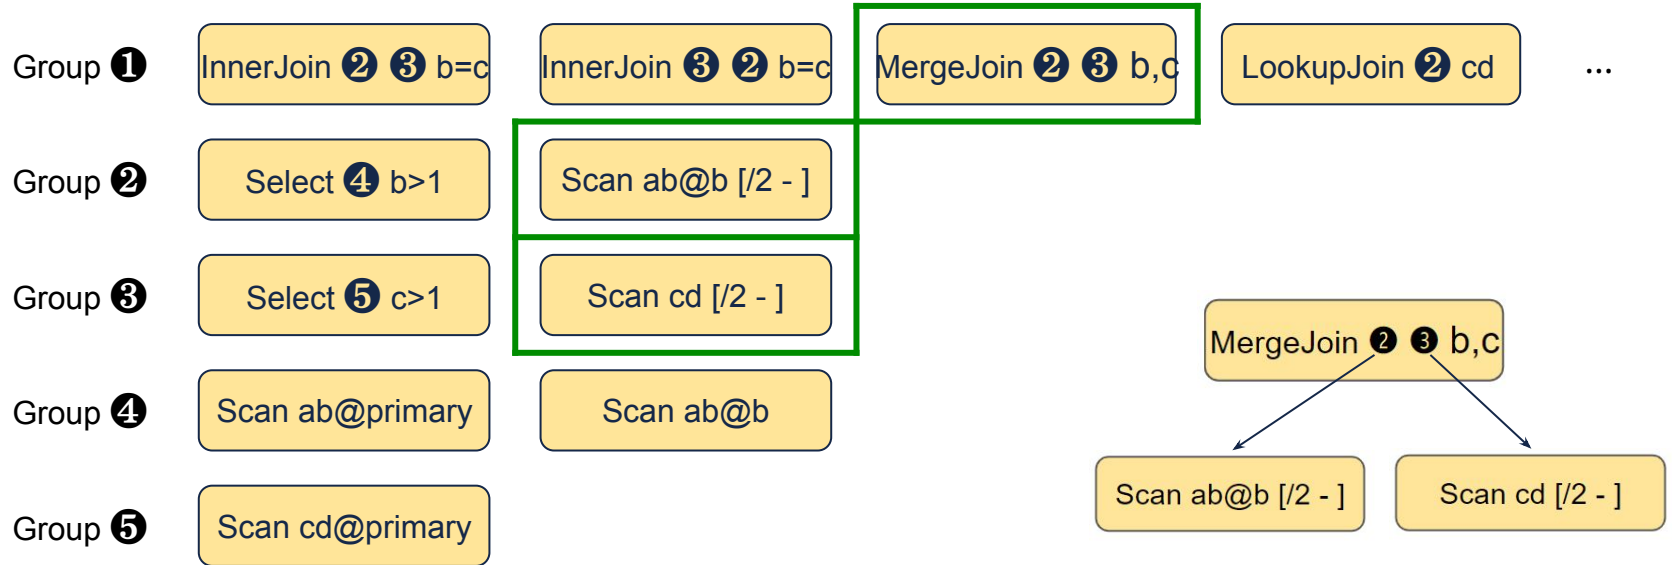 Group ❶ InnerJoin ❷ ❸ b=c InnerJoin ❸ ❷ b=c MergeJoin ❷ ❸ b,c LookupJoin ❷ cd ...
Group ❷ Select ❹ b>1 Scan ab@b [/2 - ]
Group ❸ Select ❺ c>1 Scan cd [/2 - ]
MergeJoin ❷ ❸ b,c
Group ❹ Scan ab@primary Scan ab@b
Scan ab@b [/2 - ] Scan cd [/2 - ]
Group ❺ Scan cd@primary